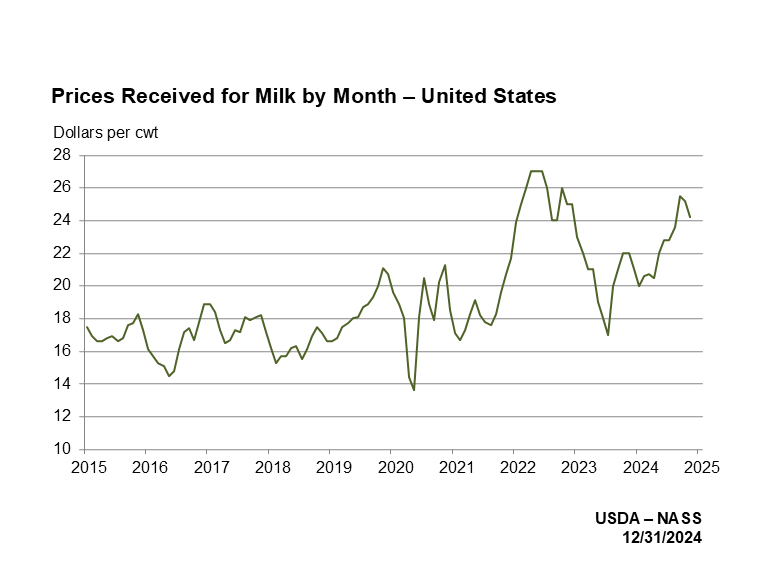 Prices Received for Milk by Month – United States
Dollars per cwt
28
26
24
22
20
18
16
14
12
10
2015 2016 2017 2018 2019 2020 2021 2022 2023 2024 2025
USDA – NASS
12/31/2024